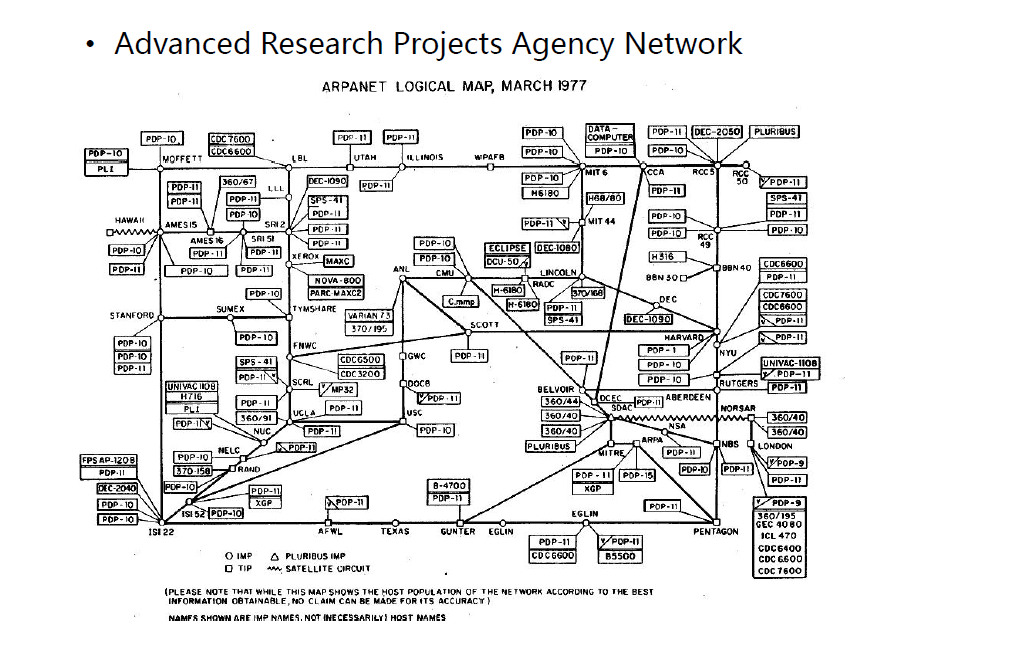 • Advanced Research Projects Agency Network
ARPANET LOGICAL MAP, MARCH 1977
PDP-10
CDC7600
CDC6600
PDP-11
PDP-11
PDP-10
DATA-
COMPUTER
PDP-10
PDP-11
DEC-2050
PLURIBUS
PDP-10
PLI
MOFFETT
LBL
UTAH
ILLINOIS
WPAFB
PDP-10
PDP-10
MIT 6
CCA
RCC5
RCC
50
PDP-11
PDP-11
PDP-11
360/67
LLL
DEC-1090
PDP-11
PDP-10
H6180
PDP-11
SPS-41
PDP-11
PDP-10
SPS-41
PDP-11
PDP-11
PDP-11
H68/80
PDP-11
MIT 44
PDP-10
PDP-10
PDP-11
PDP-10
HAWAII
AMES15
AMES16
SRI 51
SRI 2
RCC
49
PDP-10
PDP-11
PDP-10
PDP-11
PDP-11
PDP-11
XEROX
MAXC
NOVA-800
PARC-MAXC2
PDP-10
PDP-10
ECLIPSE
DCU-50
DEC-1080
H316
BBN 30
BBN 40
CDC6600
PDP-11
ANL
CMU
LINCOLN
RADC
C.mmp
H-6180
H-6180
PDP-11
SPS-41
370/168
DEC
DEC-1090
CDC7600
CDC6600
PDP-11
PDP-11
STANFORD
SUMEX
PDP-10
TYMSHARE
VARIAN 73
370/195
SCOTT
HARVARD
PDP-10
PDP-10
PDP-11
PDP-10
FNWC
CDC6500
CDC3200
GWC
PDP-11
PDP-11
PDP-1
PDP-10
PDP-10
NYU
UNIVAC-1108
PDP-11
PDP-11
SPS-41
PDP-11
SCRL
MP32
DOCB
PDP-11
BELVOIR
ABERDEEN
RUTGERS
UNIVAC 1108
H716
PLI
PDP-11
PDP-11
360/91
PDP-11
UCLA
USC
PDP-10
360/44
360/40
360/40
PLURIBUS
DCEC
PDP-11
SDAC
NORSAR
360/40
360/40
NUC
PDP-11
PDP-11
NSA
PDP-11
NBS
LONDON
NELC
PDP-10
370-158
RAND
MITRE
ARPA
PDP-10
PDP-11
PDP-9
PDP-11
FPS AP-120B
PDP-11
DEC-2040
PDP-10
PDP-10
PDP-10
PDP-11
XGP
ISI 52
PDP-10
PDP-11
B-4700
PDP-11
PDP-11
XGP
PDP-15
PDP-11
PDP-9
360/195
GEC 4080
ICL 470
CDC6400
CDC 6600
CDC 7600
ISI22
AFWL
TEXAS
GUNTER
EGLIN
EGLIN
PENTAGON
PDP-11
CDC6600
PDP-11
B5500
IMP
PLURIBUS IMP
TIP
SATELLITE CIRCUIT
(PLEASE NOTE THAT WHILE THIS MAP SHOWS THE HOST POPULATION OF THE NETWORK ACCORDING TO THE BEST
INFORMATION OBTAINABLE, NO CLAIM CAN BE MADE FOR ITS ACCURACY)
NAMES SHOWN ARE IMP NAMES, NOT (NECESSARILY) HOST NAMES